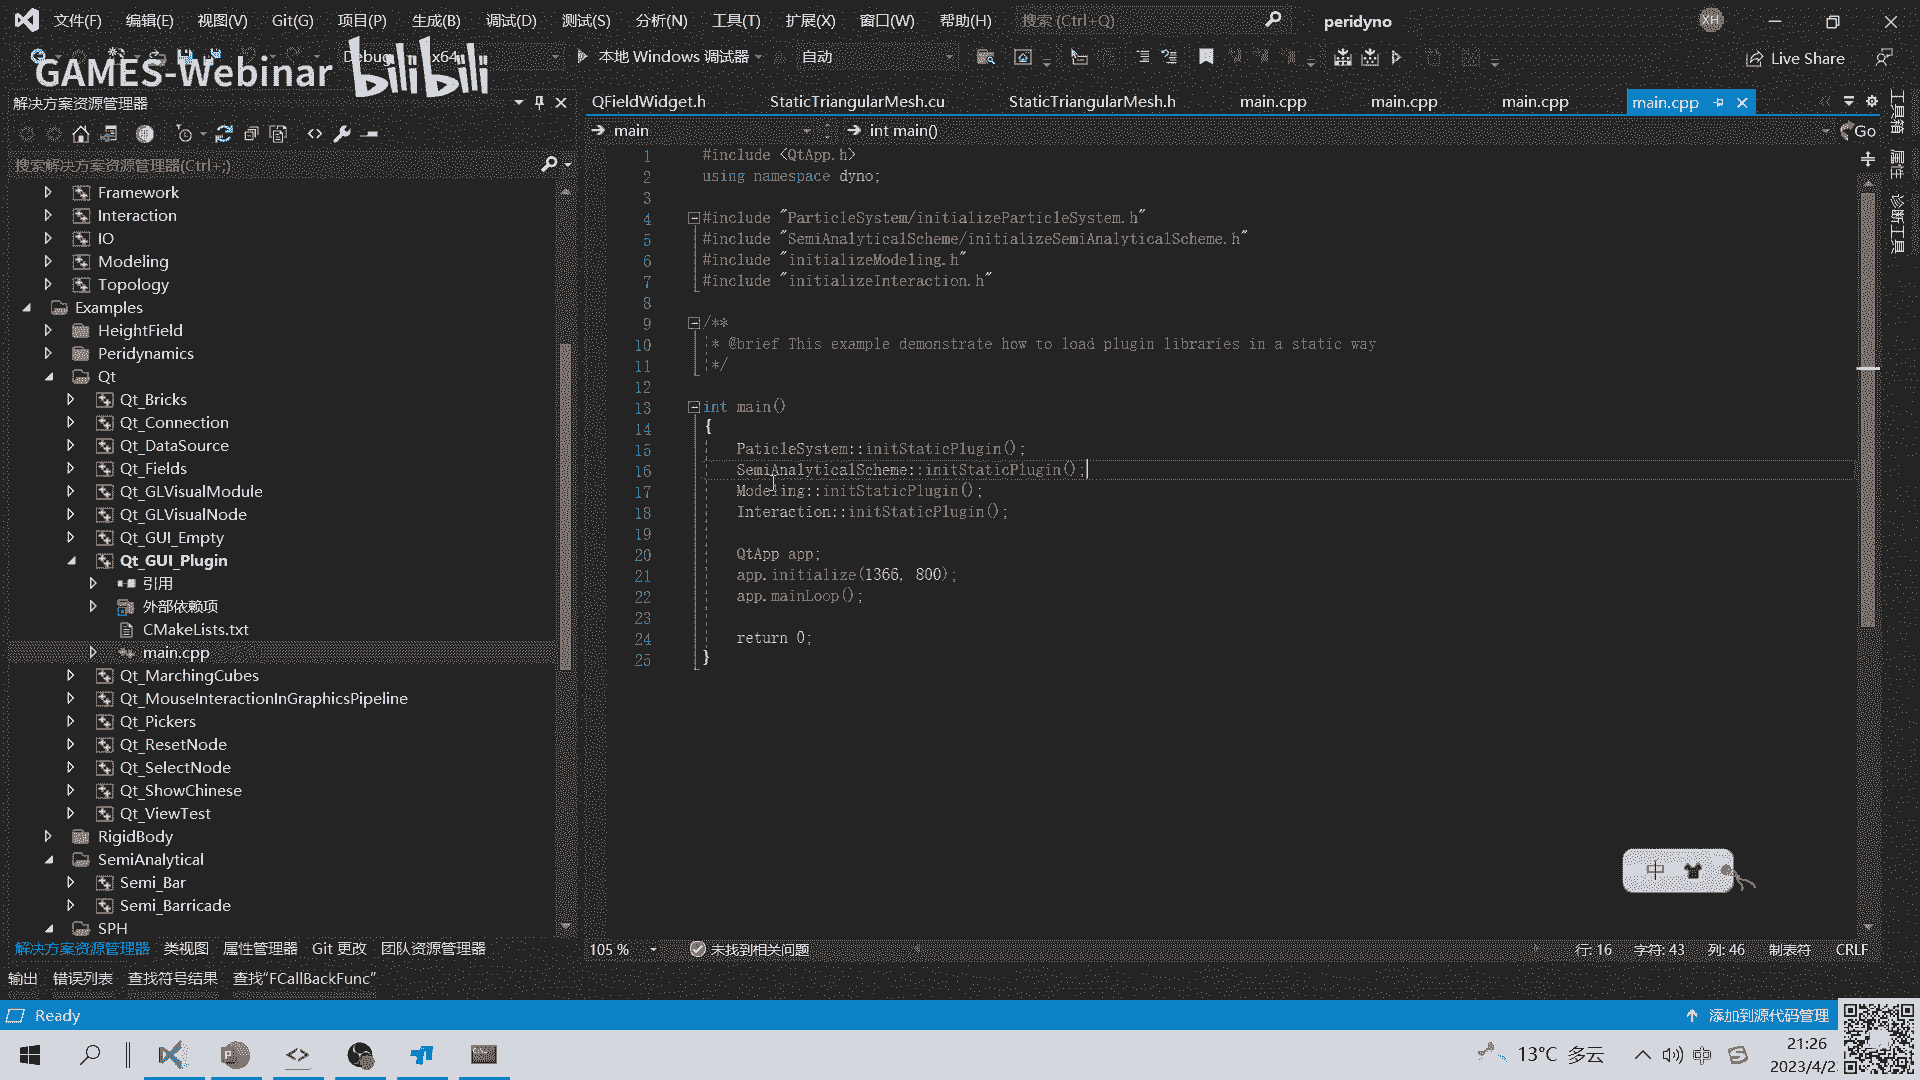 文件(F) 编辑(E) 视图(V) Git(G) 项目(P) 生成(B) 调试(D) 测试(S) 分析(N) 工具(T) 扩展(X) 窗口(W) 帮助(H) 搜索 (Ctrl+Q) peridyno XH
Debug x64 本地 Windows 调试器 自动 Live Share
GAMES-Webinar bilibili
解决方案资源管理器
搜索解决方案资源管理器(Ctrl+;)
Framework
Interaction
IO
Modeling
Topology
Examples
HeightField
Peridynamics
Qt
Qt_Bricks
Qt_Connection
Qt_DataSource
Qt_Fields
Qt_GLVisualModule
Qt_GLVisualNode
Qt_GUI_Empty
Qt_GUI_Plugin
引用
外部依赖项
CMakeLists.txt
main.cpp
Qt_MarchingCubes
Qt_MouseInteractionInGraphicsPipeline
Qt_Pickers
Qt_ResetNode
Qt_SelectNode
Qt_ShowChinese
Qt_ViewTest
RigidBody
SemiAnalytical
Semi_Bar
Semi_Barricade
SPH
解决方案资源管理器 类视图 属性管理器 Git 更改 团队资源管理器
QFieldWidget.h StaticTriangularMesh.cu StaticTriangularMesh.h main.cpp main.cpp main.cpp main.cpp
main int main() Go
1 #include <QtApp.h>
2 using namespace dyno;
3
4 #include "ParticleSystem/initializeParticleSystem.h"
5 #include "SemiAnalyticalScheme/initializeSemiAnalyticalScheme.h"
6 #include "initializeModeling.h"
7 #include "initializeInteraction.h"
8
9 /**
10 * @brief This example demonstrate how to load plugin libraries in a static way
11 */
12
13 int main()
14 {
15 PaticleSystem::initStaticPlugin();
16 SemiAnalyticalScheme::initStaticPlugin();
17 Modeling::initStaticPlugin();
18 Interaction::initStaticPlugin();
19
20 QtApp app;
21 app.initialize(1366, 800);
22 app.mainLoop();
23
24 return 0;
25 }
工具箱
属性
诊断工具
中
105 % 未找到相关问题 行: 16 字符: 43 列: 46 制表符 CRLF
输出 错误列表 查找符号结果 查找"FCallBackFunc"
Ready 添加到源代码管理
13°C 多云 中 21:26
2023/4/2